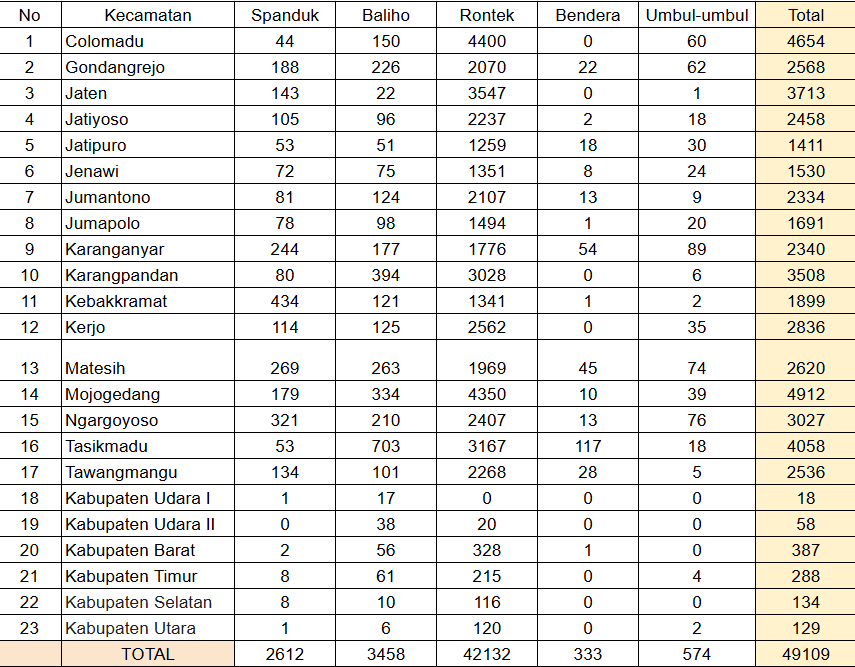 No Kecamatan Spanduk Baliho Rontek Bendera Umbul-umbul Total
1 Colomadu 44 150 4400 0 60 4654
2 Gondangrejo 188 226 2070 22 62 2568
3 Jaten 143 22 3547 0 1 3713
4 Jatiyoso 105 96 2237 2 18 2458
5 Jatipuro 53 51 1259 18 30 1411
6 Jenawi 72 75 1351 8 24 1530
7 Jumantono 81 124 2107 13 9 2334
8 Jumapolo 78 98 1494 1 20 1691
9 Karanganyar 244 177 1776 54 89 2340
10 Karangpandan 80 394 3028 0 6 3508
11 Kebakkramat 434 121 1341 1 2 1899
12 Kerjo 114 125 2562 0 35 2836
13 Matesih 269 263 1969 45 74 2620
14 Mojogedang 179 334 4350 10 39 4912
15 Ngargoyoso 321 210 2407 13 76 3027
16 Tasikmadu 53 703 3167 117 18 4058
17 Tawangmangu 134 101 2268 28 5 2536
18 Kabupaten Udara I 1 17 0 0 0 18
19 Kabupaten Udara II 0 38 20 0 0 58
20 Kabupaten Barat 2 56 328 1 0 387
21 Kabupaten Timur 8 61 215 0 4 288
22 Kabupaten Selatan 8 10 116 0 0 134
23 Kabupaten Utara 1 6 120 0 2 129
TOTAL 2612 3458 42132 333 574 49109